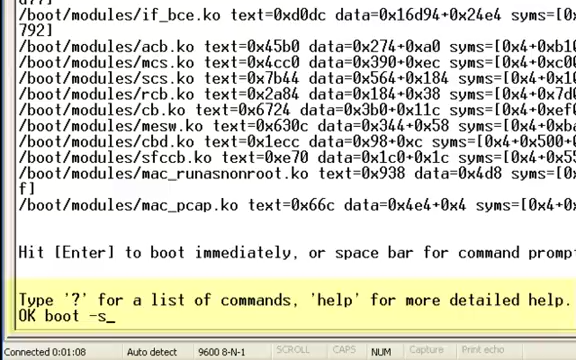 /boot/modules/if_bce.ko text=0xd0dc data=0x16d94+0x24e4 syms=[0x
792]
/boot/modules/acb.ko text=0x45b0 data=0x274+0xa0 syms=[0x4+0xb10
/boot/modules/mcs.ko text=0x4cc0 data=0x390+0xec syms=[0x4+0xc00
/boot/modules/scs.ko text=0x7b44 data=0x564+0x184 syms=[0x4+0x10
/boot/modules/rcb.ko text=0x2a84 data=0x184+0x38 syms=[0x4+0x7d0
/boot/modules/cb.ko text=0x6724 data=0x3b0+0x11c syms=[0x4+0xef0
/boot/modules/mesw.ko text=0x630c data=0x344+0x58 syms=[0x4+0xba
/boot/modules/cbd.ko text=0x1ecc data=0x98+0xc syms=[0x4+0x500+
/boot/modules/sfccb.ko text=0xe70 data=0x1c0+0x1c syms=[0x4+0x55
/boot/modules/mac_runasnonroot.ko text=0x938 data=0x4d8 syms=[0x
f]
/boot/modules/mac_pcap.ko text=0x66c data=0x4e4+0x4 syms=[0x4+0x
Hit [Enter] to boot immediately, or space bar for command prompt
Type '?' for a list of commands, 'help' for more detailed help.
OK boot -s_
Connected 0:01:08 Auto detect 9600 8-N-1 SCROLL CAPS NUM Capture Print echo